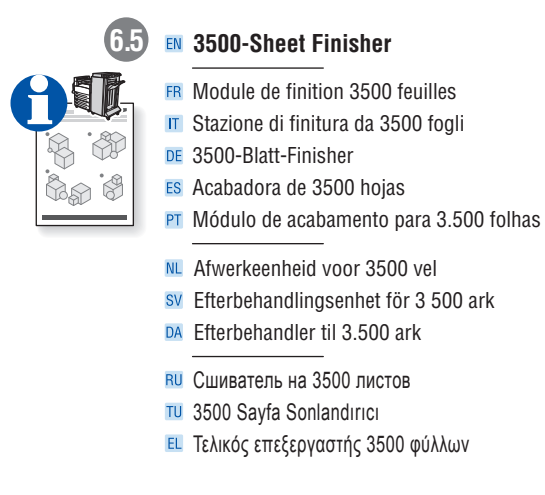 6.5 EN 3500-Sheet Finisher
FR Module de finition 3500 feuilles
IT Stazione di finitura da 3500 fogli
DE 3500-Blatt-Finisher
ES Acabadora de 3500 hojas
PT Módulo de acabamento para 3.500 folhas
NL Afwerkeenheid voor 3500 vel
SV Efterbehandlingsenhet för 3 500 ark
DA Efterbehandler til 3.500 ark
RU Сшиватель на 3500 листов
TU 3500 Sayfa Sonlandırıcı
EL Τελικός επεξεργαστής 3500 φύλλων